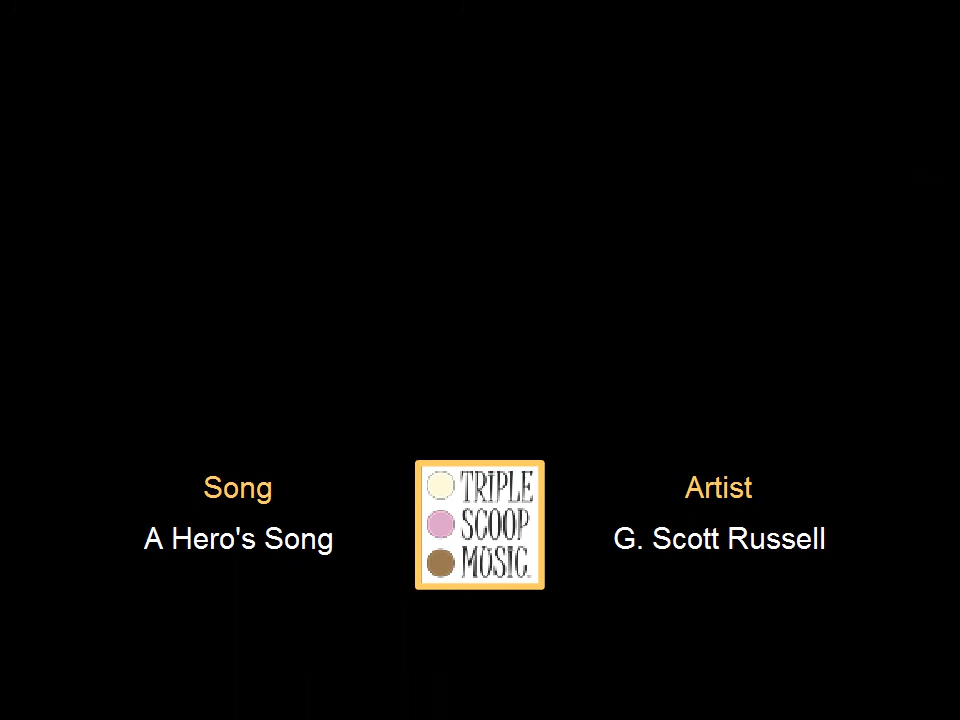 Song
A Hero's Song
TRIPLE
SCOOP
MUSIC
Artist
G. Scott Russell